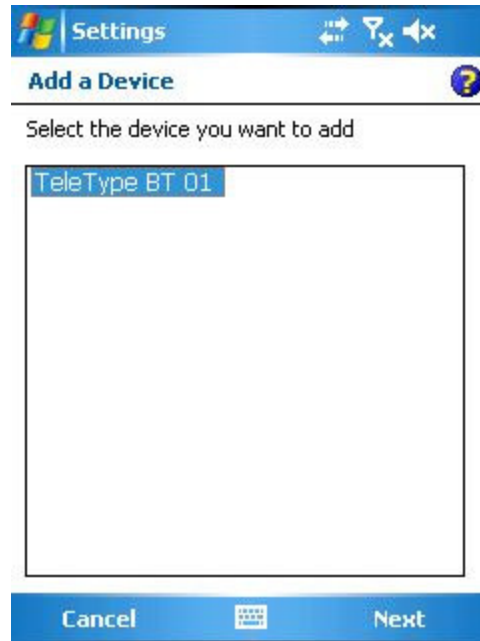 Settings
Add a Device
Select the device you want to add
TeleType BT 01
Cancel
Next